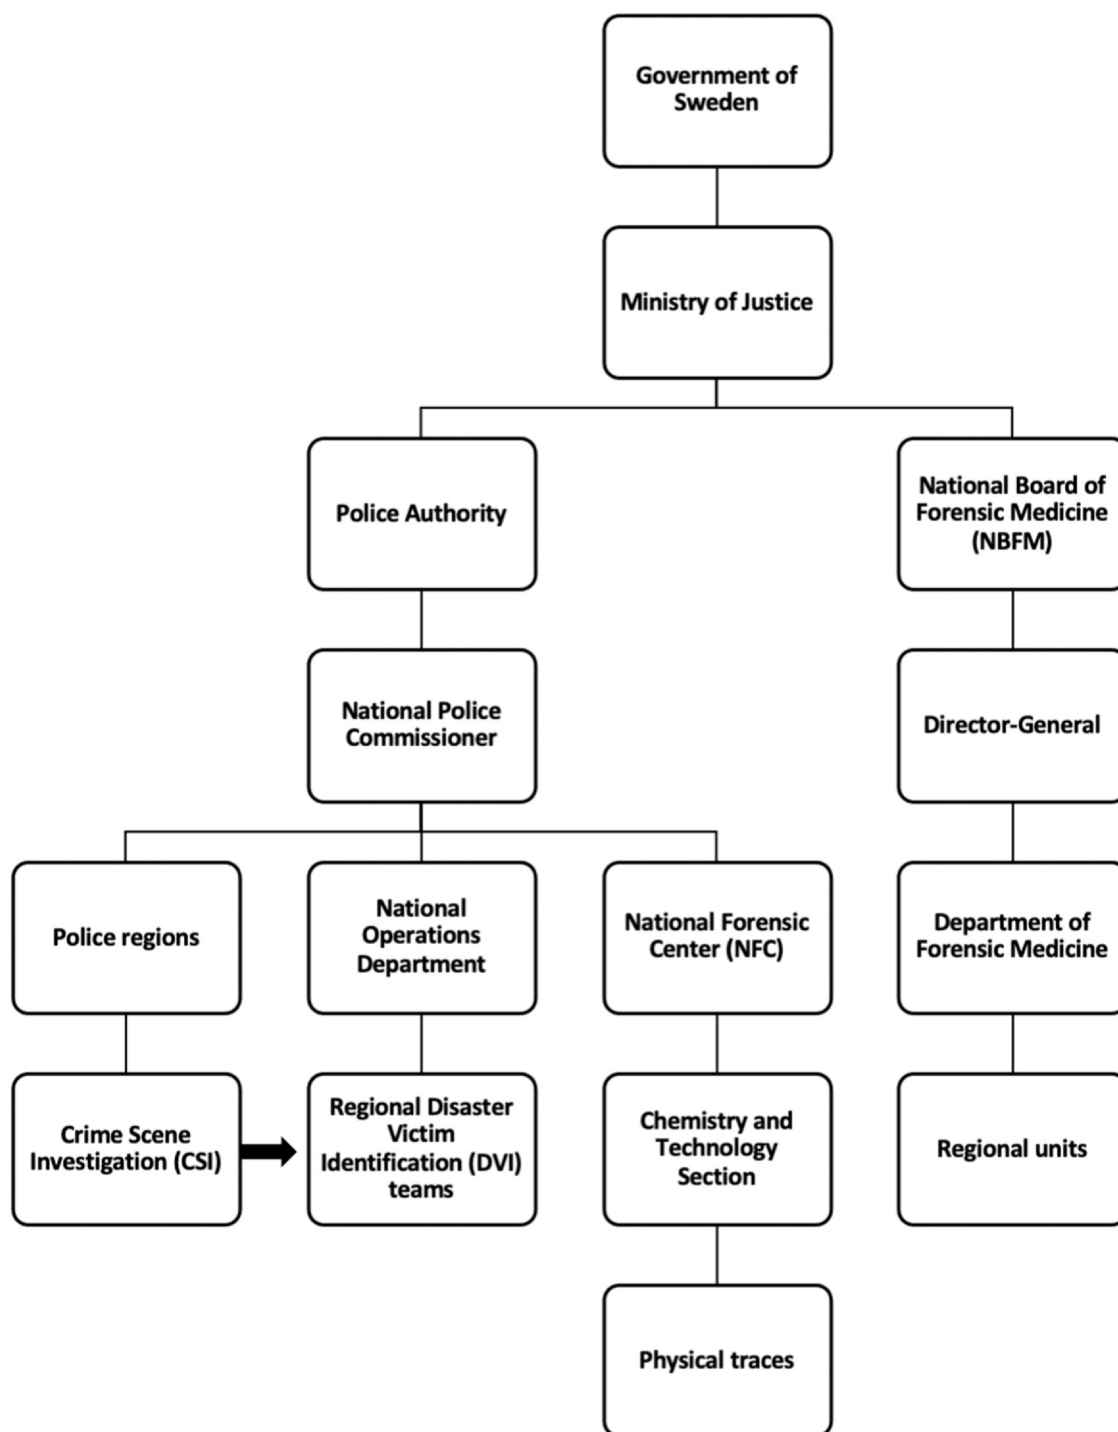 Government of
Sweden
Ministry of Justice
Police Authority
National Board of
Forensic Medicine
(NBFM)
National Police
Commissioner
Director-General
Police regions
National
Operations
Department
National Forensic
Center (NFC)
Department of
Forensic Medicine
Crime Scene
Investigation (CSI)
Regional Disaster
Victim
Identification (DVI)
teams
Chemistry and
Technology
Section
Regional units
Physical traces